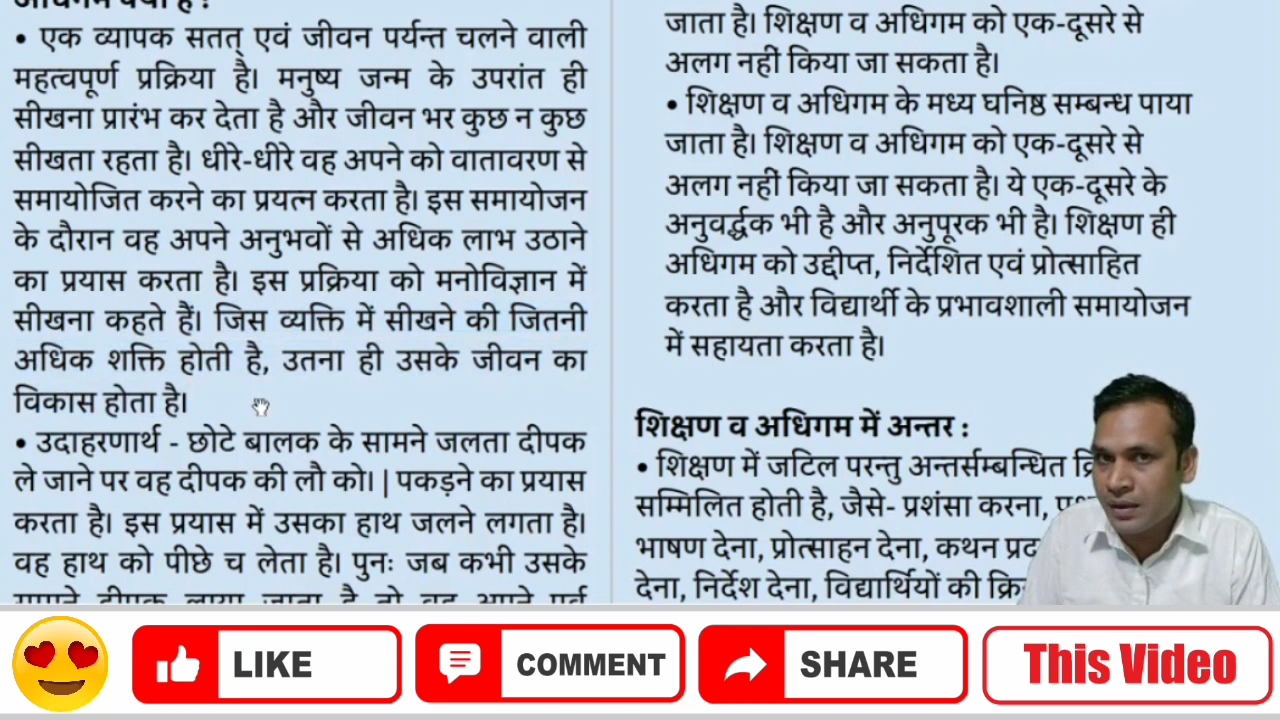 अधिगम क्या है :
• एक व्यापक सतत् एवं जीवन पर्यन्त चलने वाली
महत्वपूर्ण प्रक्रिया है। मनुष्य जन्म के उपरांत ही
सीखना प्रारंभ कर देता है और जीवन भर कुछ न कुछ
सीखता रहता है। धीरे-धीरे वह अपने को वातावरण से
समायोजित करने का प्रयत्न करता है। इस समायोजन
के दौरान वह अपने अनुभवों से अधिक लाभ उठाने
का प्रयास करता है। इस प्रक्रिया को मनोविज्ञान में
सीखना कहते हैं। जिस व्यक्ति में सीखने की जितनी
अधिक शक्ति होती है, उतना ही उसके जीवन का
विकास होता है।
• उदाहरणार्थ - छोटे बालक के सामने जलता दीपक
ले जाने पर वह दीपक की लौ को। | पकड़ने का प्रयास
करता है। इस प्रयास में उसका हाथ जलने लगता है।
वह हाथ को पीछे च लेता है। पुनः जब कभी उसके
सामने दीपक लाया जाता है तो वह अपने पूर्व
जाता है। शिक्षण व अधिगम को एक-दूसरे से
अलग नहीं किया जा सकता है।
• शिक्षण व अधिगम के मध्य घनिष्ठ सम्बन्ध पाया
जाता है। शिक्षण व अधिगम को एक-दूसरे से
अलग नहीं किया जा सकता है। ये एक-दूसरे के
अनुवर्द्धक भी है और अनुपूरक भी है। शिक्षण ही
अधिगम को उद्दीप्त, निर्देशित एवं प्रोत्साहित
करता है और विद्यार्थी के प्रभावशाली समायोजन
में सहायता करता है।
शिक्षण व अधिगम में अन्तर :
• शिक्षण में जटिल परन्तु अन्तर्सम्बन्धित
सम्मिलित होती है, जैसे- प्रशंसा करना,
भाषण देना, प्रोत्साहन देना, कथन
देना, निर्देश देना, विद्यार्थियों की
LIKE
COMMENT
SHARE
This Video